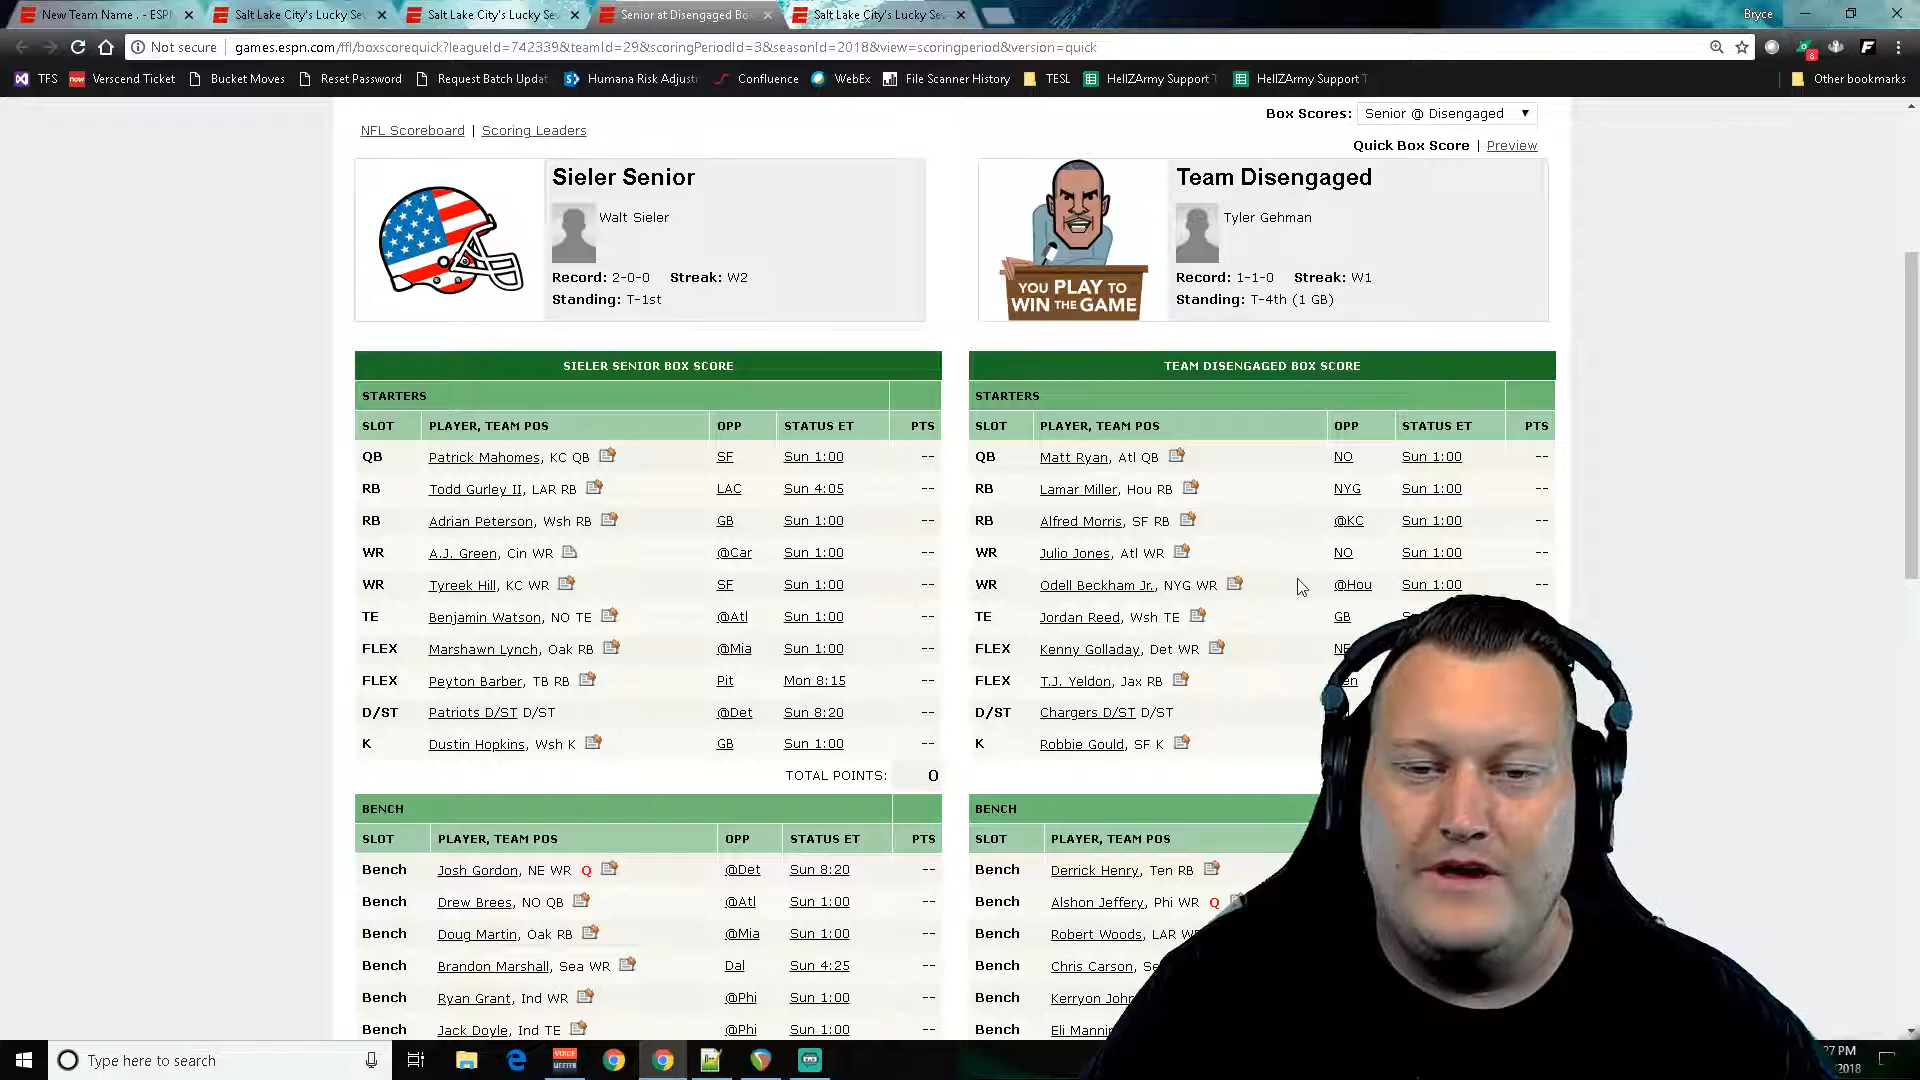 New Team Name . - ESPN
Salt Lake City's Lucky Se
Salt Lake City's Lucky Se
Senior at Disengaged Bo
Salt Lake City's Lucky Se
Bryce
Not secure
games.espn.com/ffl/boxscorequick?leagueId=742339&teamId=29&scoringPeriodId=3&seasonId=2018&view=scoringperiod&version=quick
8
TFS
now
Verscend Ticket
Bucket Moves
Reset Password
Request Batch Updat
Humana Risk Adjust
Confluence
WebEx
File Scanner History
TESL
HellZArmy Support T
HellZArmy Support T
Other bookmarks
NFL Scoreboard | Scoring Leaders
Box Scores: Senior @ Disengaged
Quick Box Score | Preview
Sieler Senior
Walt Sieler
Record: 2-0-0 Streak: W2
Standing: T-1st
YOU PLAY TO
WIN THE GAME
Team Disengaged
Tyler Gehman
Record: 1-1-0 Streak: W1
Standing: T-4th (1 GB)
SIELER SENIOR BOX SCORE
STARTERS
SLOT PLAYER, TEAM POS OPP STATUS ET PTS
QB Patrick Mahomes, KC QB SF Sun 1:00 --
RB Todd Gurley II, LAR RB LAC Sun 4:05 --
RB Adrian Peterson, Wsh RB GB Sun 1:00 --
WR A.J. Green, Cin WR @Car Sun 1:00 --
WR Tyreek Hill, KC WR SF Sun 1:00 --
TE Benjamin Watson, NO TE @Atl Sun 1:00 --
FLEX Marshawn Lynch, Oak RB @Mia Sun 1:00 --
FLEX Peyton Barber, TB RB Pit Mon 8:15 --
D/ST Patriots D/ST D/ST @Det Sun 8:20 --
K Dustin Hopkins, Wsh K GB Sun 1:00 --
TOTAL POINTS: 0
BENCH
SLOT PLAYER, TEAM POS OPP STATUS ET PTS
Bench Josh Gordon, NE WR Q @Det Sun 8:20 --
Bench Drew Brees, NO QB @Atl Sun 1:00 --
Bench Doug Martin, Oak RB @Mia Sun 1:00 --
Bench Brandon Marshall, Sea WR Dal Sun 4:25 --
Bench Ryan Grant, Ind WR @Phi Sun 1:00 --
Bench Jack Doyle, Ind TE @Phi Sun 1:00 --
TEAM DISENGAGED BOX SCORE
STARTERS
SLOT PLAYER, TEAM POS OPP STATUS ET PTS
QB Matt Ryan, Atl QB NO Sun 1:00 --
RB Lamar Miller, Hou RB NYG Sun 1:00 --
RB Alfred Morris, SF RB @KC Sun 1:00 --
WR Julio Jones, Atl WR NO Sun 1:00 --
WR Odell Beckham Jr., NYG WR @Hou Sun 1:00 --
TE Jordan Reed, Wsh TE GB
FLEX Kenny Golladay, Det WR NE
FLEX T.J. Yeldon, Jax RB en
D/ST Chargers D/ST D/ST
K Robbie Gould, SF K
BENCH
SLOT PLAYER, TEAM POS
Bench Derrick Henry, Ten RB
Bench Alshon Jeffery, Phi WR Q
Bench Robert Woods, LAR W
Bench Chris Carson, Se
Bench Kerryon John
Bench Eli Mannin
Type here to search
VOICE
MEETER
27 PM
2018